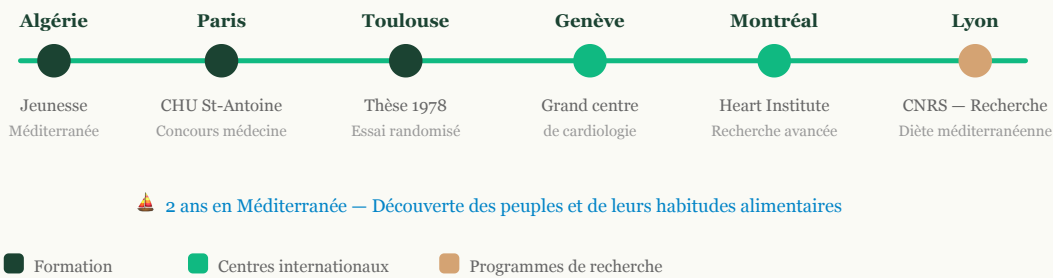 Algérie Paris Toulouse Genève Montréal Lyon
Jeunesse CHU St-Antoine Thèse 1978 Grand centre Heart Institute CNRS — Recherche
Méditerranée Concours médecine Essai randomisé de cardiologie Recherche avancée Diète méditerranéenne
2 ans en Méditerranée — Découverte des peuples et de leurs habitudes alimentaires
Formation Centres internationaux Programmes de recherche